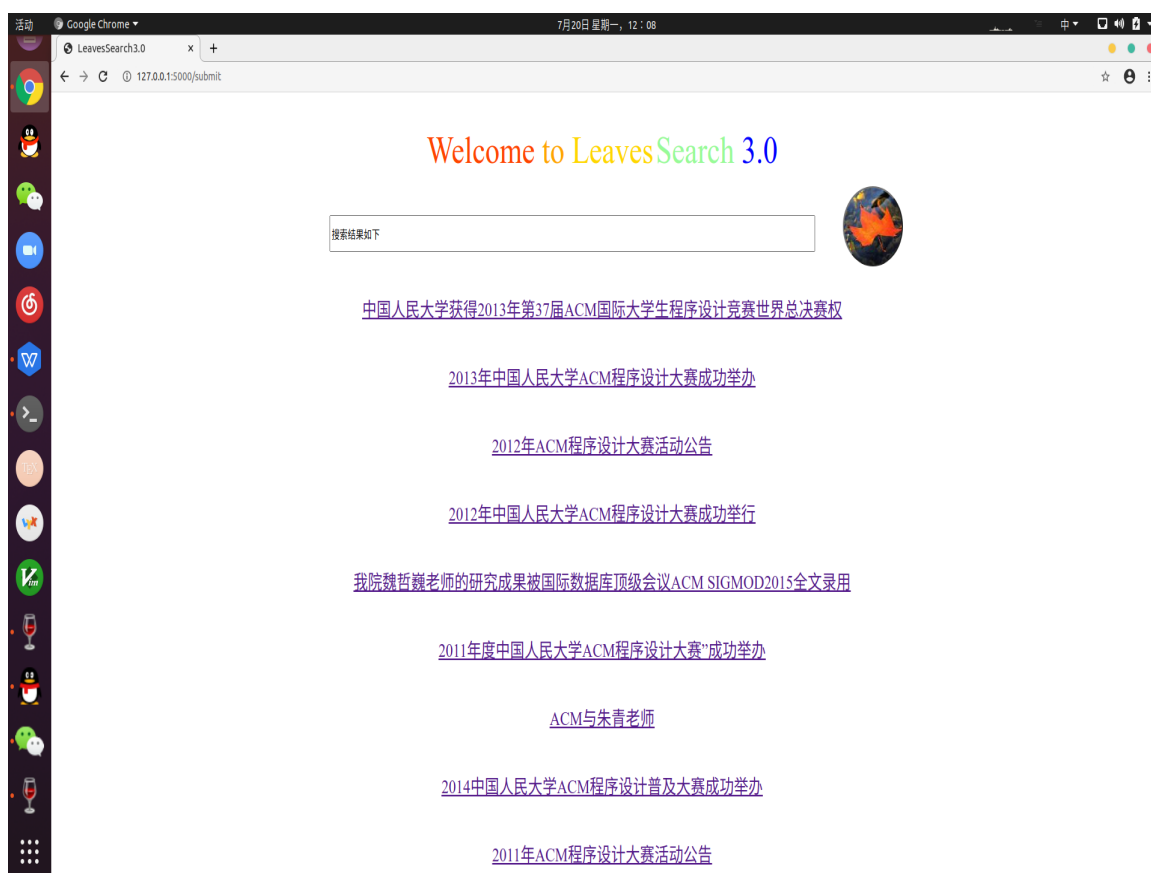 活动 Google Chrome ▾ 7月20日 星期一，12：08 中 ▾
LeavesSearch3.0 × +
127.0.0.1:5000/submit
Welcome to Leaves Search 3.0
搜索结果如下
中国人民大学获得2013年第37届ACM国际大学生程序设计竞赛世界总决赛权
2013年中国人民大学ACM程序设计大赛成功举办
2012年ACM程序设计大赛活动公告
2012年中国人民大学ACM程序设计大赛成功举行
我院魏哲巍老师的研究成果被国际数据库顶级会议ACM SIGMOD2015全文录用
2011年度中国人民大学ACM程序设计大赛”成功举办
ACM与朱青老师
2014中国人民大学ACM程序设计普及大赛成功举办
2011年ACM程序设计大赛活动公告